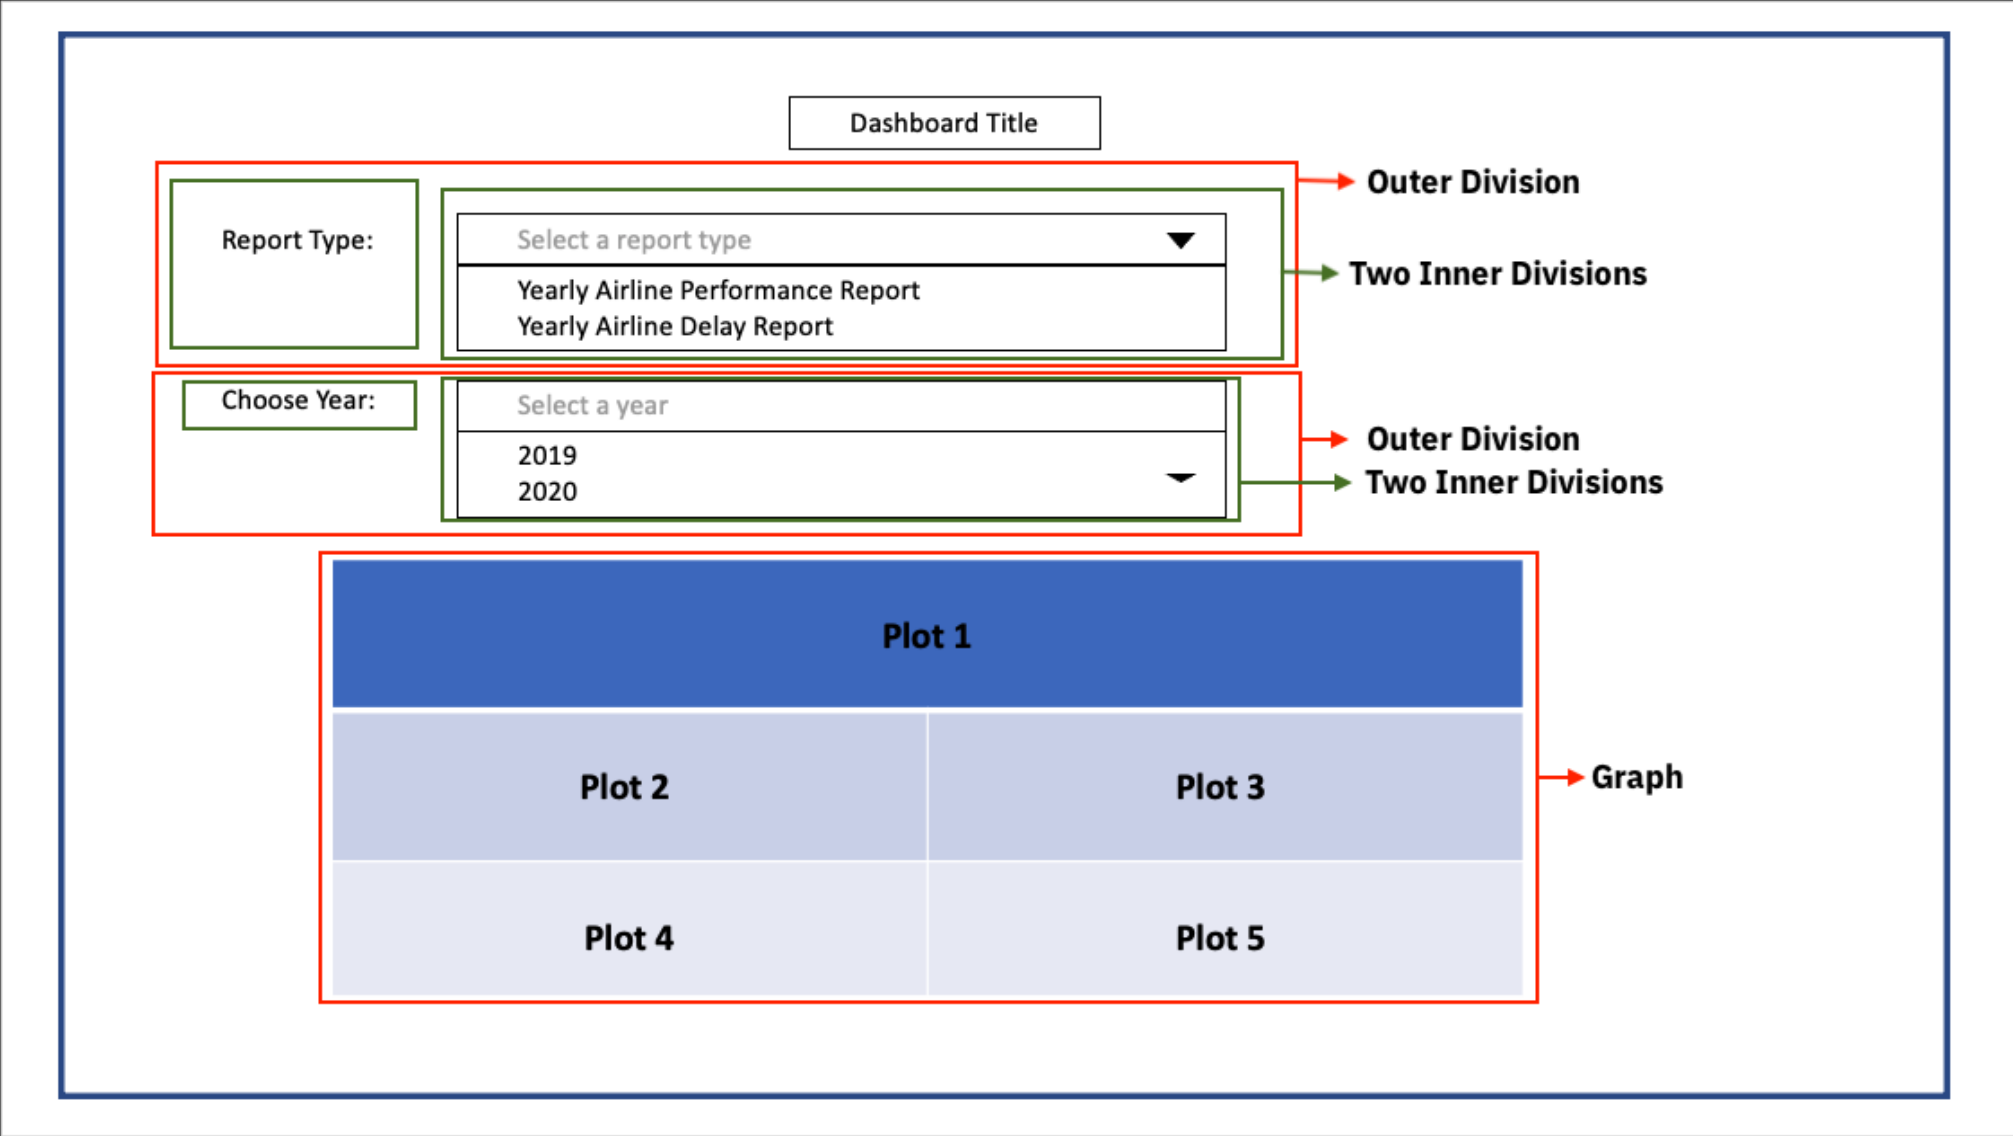 Dashboard Title
Outer Division
Report Type:
Select a report type
Two Inner Divisions
Yearly Airline Performance Report
Yearly Airline Delay Report
Choose Year:
Select a year
Outer Division
2019
2020
Two Inner Divisions
Plot 1
Plot 2
Plot 3
Graph
Plot 4
Plot 5